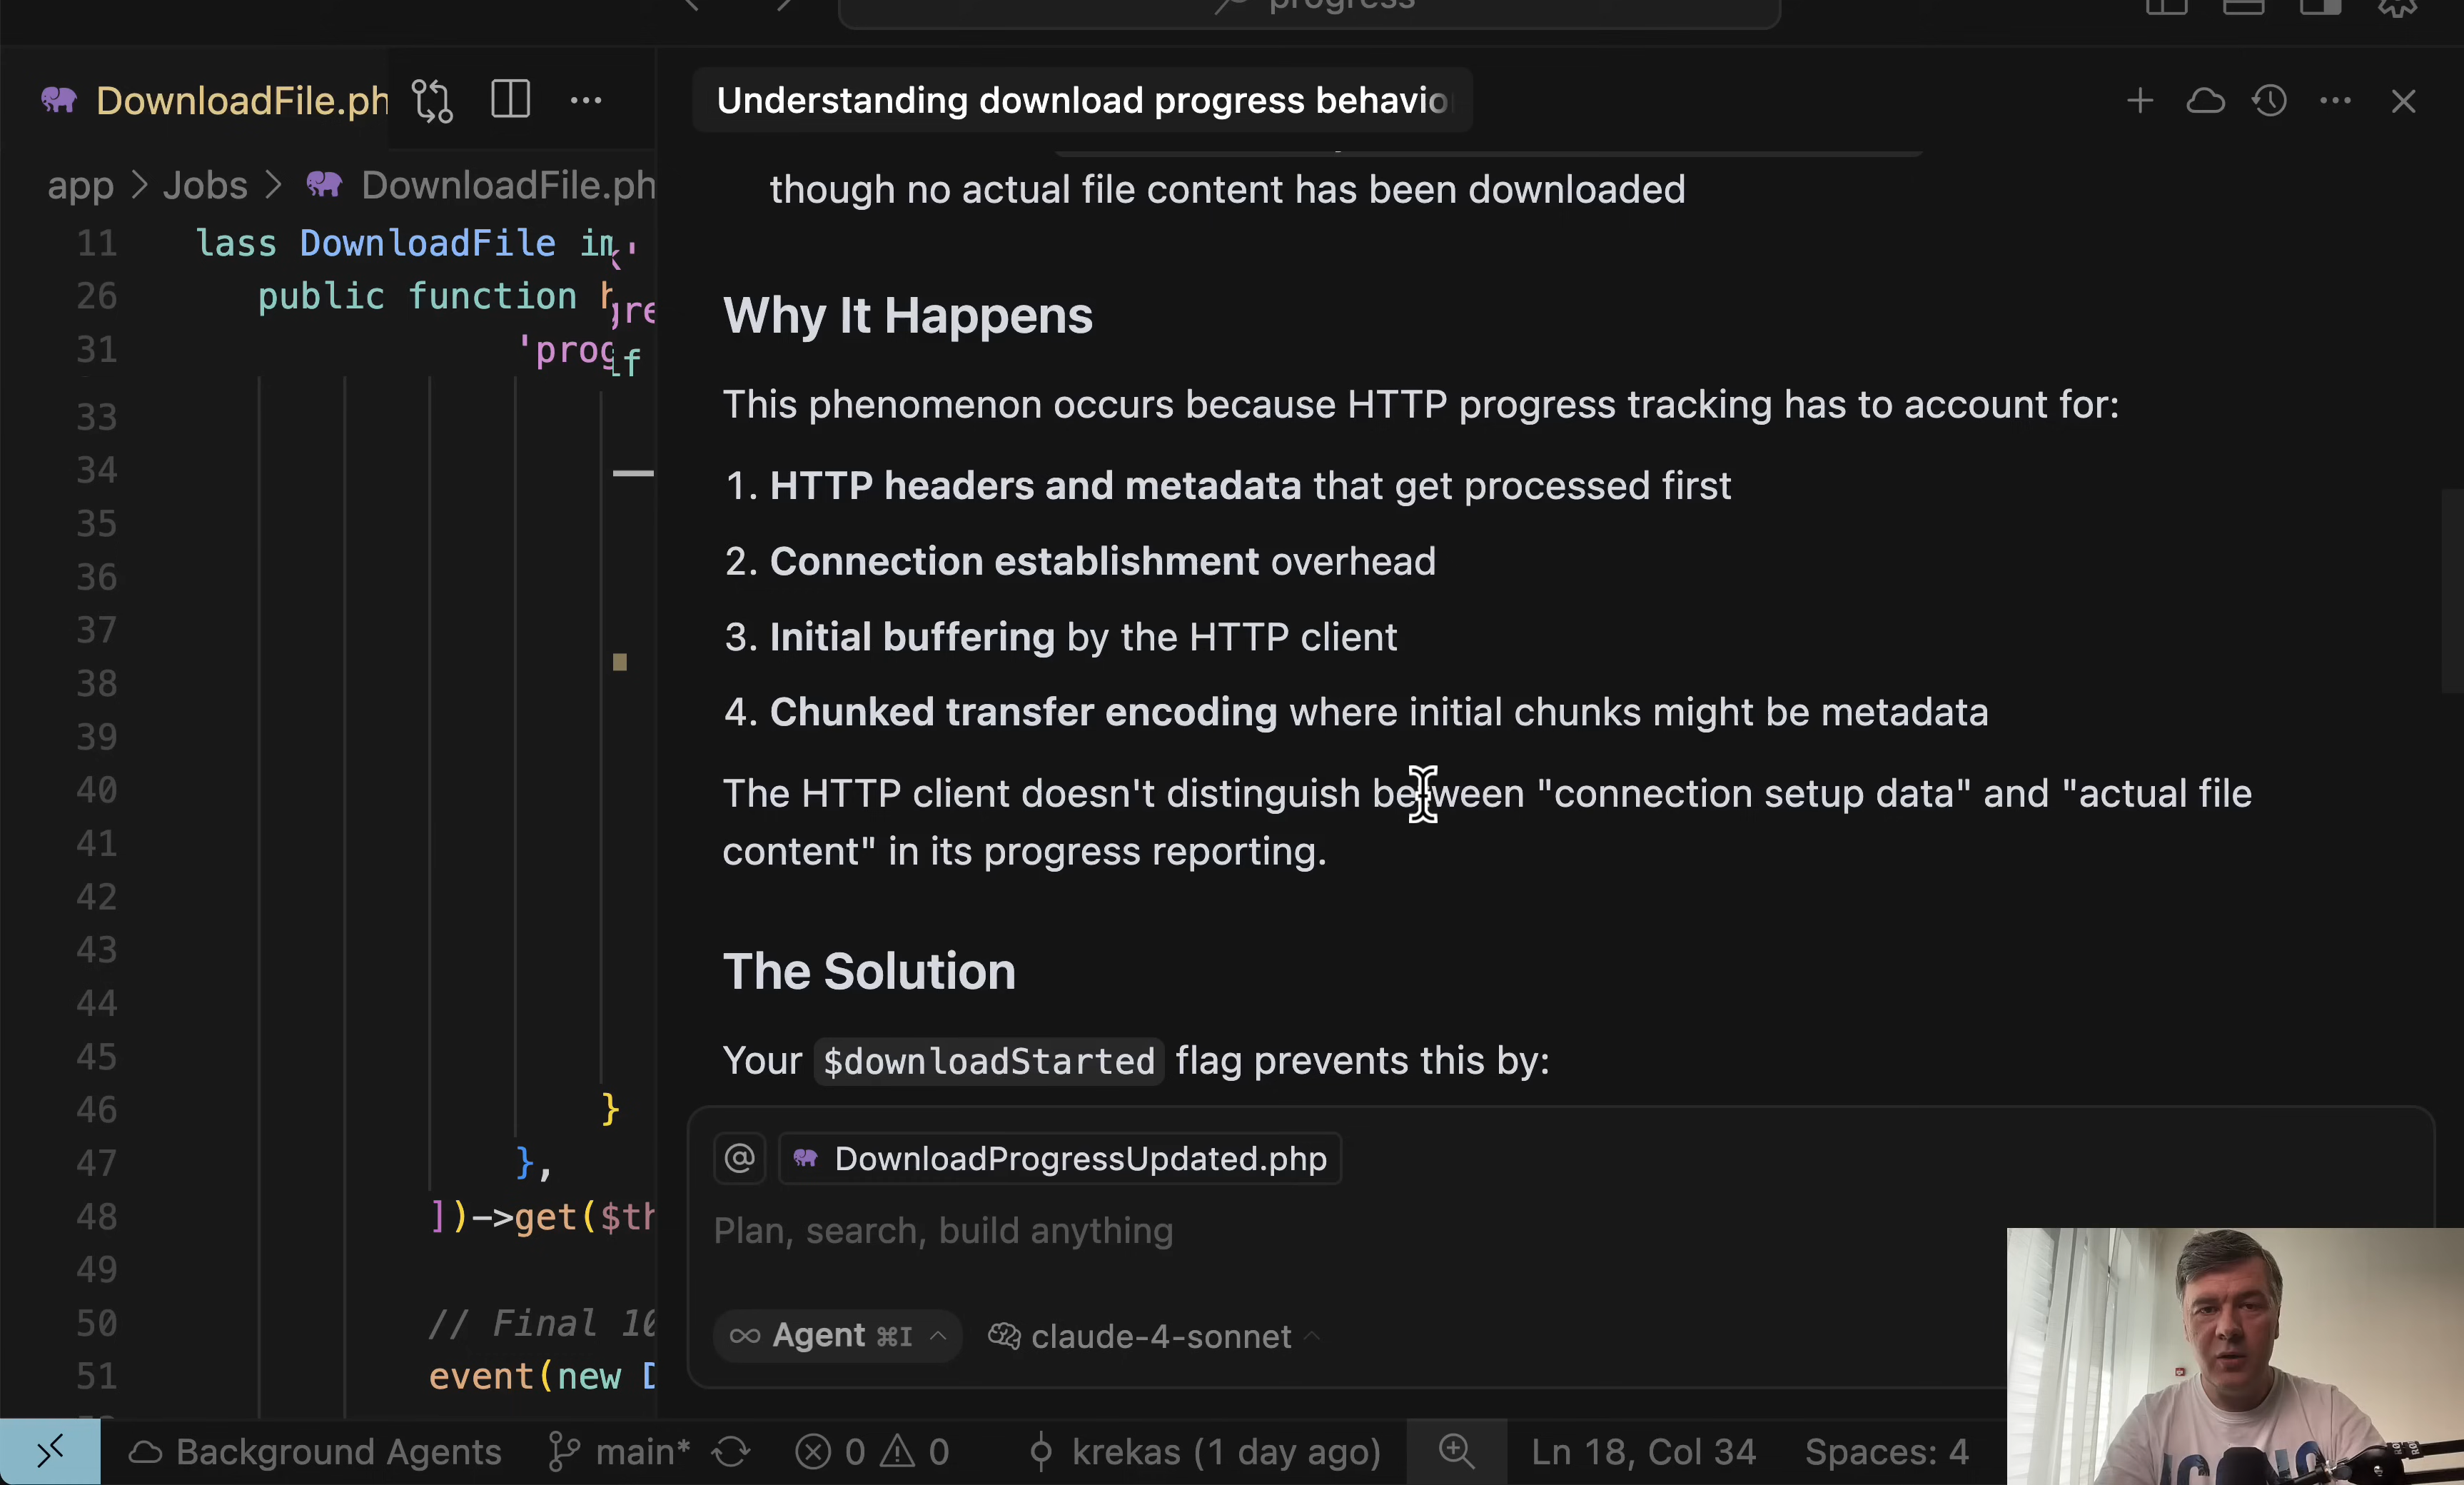 progress
DownloadFile.ph
Understanding download progress behavio
app > Jobs > DownloadFile.ph
11 lass DownloadFile im
26 public function h
31 'prog
33
34
35
36
37
38
39
40
41
42
43
44
45
46 }
47 },
48 ])->get($th
49
50 // Final 10
51 event(new D
though no actual file content has been downloaded
Why It Happens
This phenomenon occurs because HTTP progress tracking has to account for:
1. HTTP headers and metadata that get processed first
2. Connection establishment overhead
3. Initial buffering by the HTTP client
4. Chunked transfer encoding where initial chunks might be metadata
The HTTP client doesn't distinguish between "connection setup data" and "actual file
content" in its progress reporting.
The Solution
Your $downloadStarted flag prevents this by:
@ DownloadProgressUpdated.php
Plan, search, build anything
Agent ⌘I claude-4-sonnet
Background Agents main* 0 0 krekas (1 day ago) Ln 18, Col 34 Spaces: 4